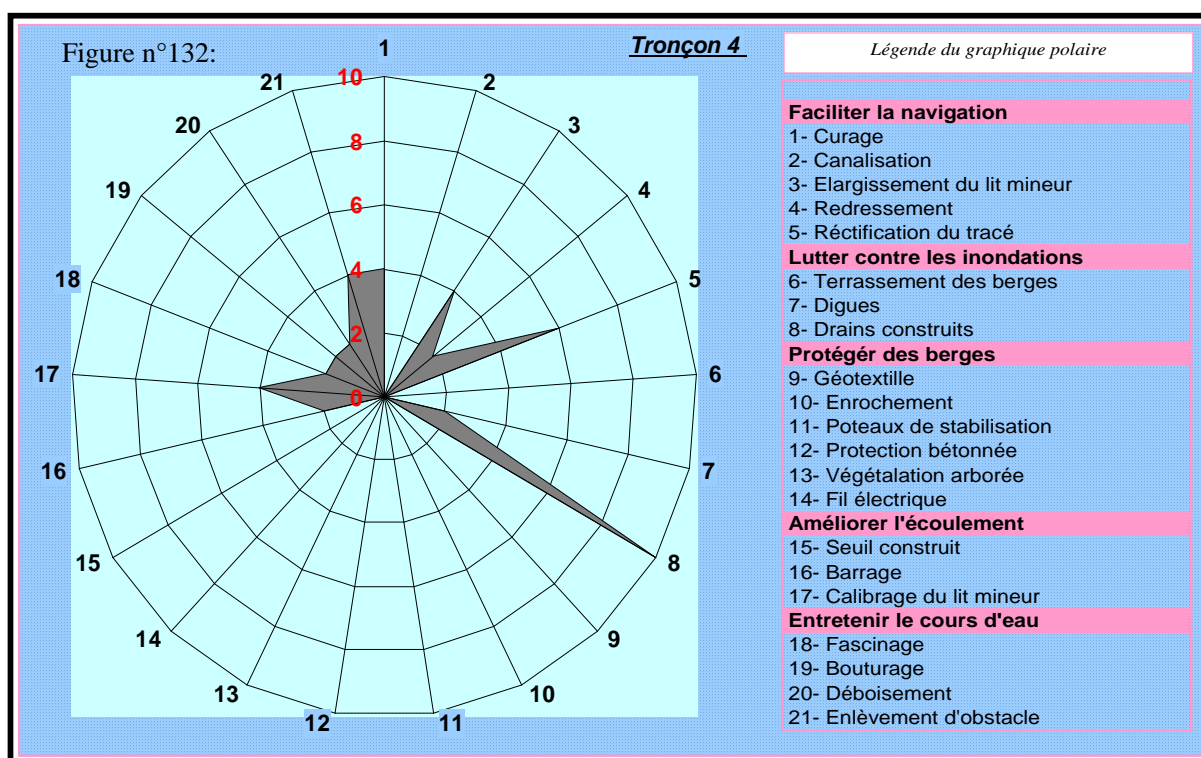 Figure n°132:
Tronçon 4
1
2
3
4
5
6
7
8
9
10
11
12
13
14
15
16
17
18
19
20
21
10
8
6
4
2
0
Légende du graphique polaire
Faciliter la navigation
1- Curage
2- Canalisation
3- Elargissement du lit mineur
4- Redressement
5- Réctification du tracé
Lutter contre les inondations
6- Terrassement des berges
7- Digues
8- Drains construits
Protégér des berges
9- Géotextille
10- Enrochement
11- Poteaux de stabilisation
12- Protection bétonnée
13- Végétalation arborée
14- Fil électrique
Améliorer l'écoulement
15- Seuil construit
16- Barrage
17- Calibrage du lit mineur
Entretenir le cours d'eau
18- Fascinage
19- Bouturage
20- Déboisement
21- Enlèvement d'obstacle